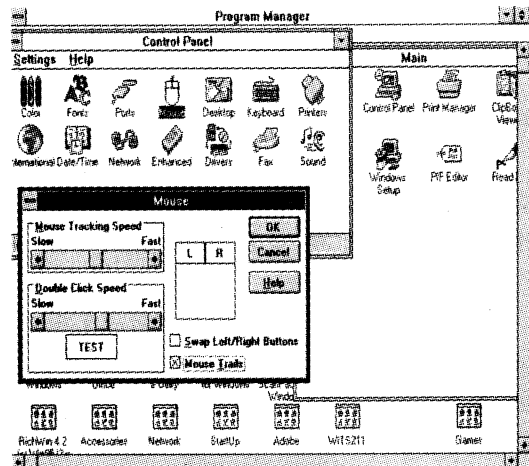 Program Manager
Control Panel
Settings Help
Main
Color Fonts Ports Mouse Desktop Keyboard Printers
Control Panel Print Manager
International Date/Time Network Enhanced Drivers Fax Sound
Windows Setup
PIF Editor
Read
Mouse
Mouse Tracking Speed
Slow Fast
Double Click Speed
Slow Fast
TEST
L R
OK
Cancel
Help
Swap Left/Right Buttons
Mouse Trails
RichWin 4.2
Accessories Network StartUp Adobe WITS211 Games